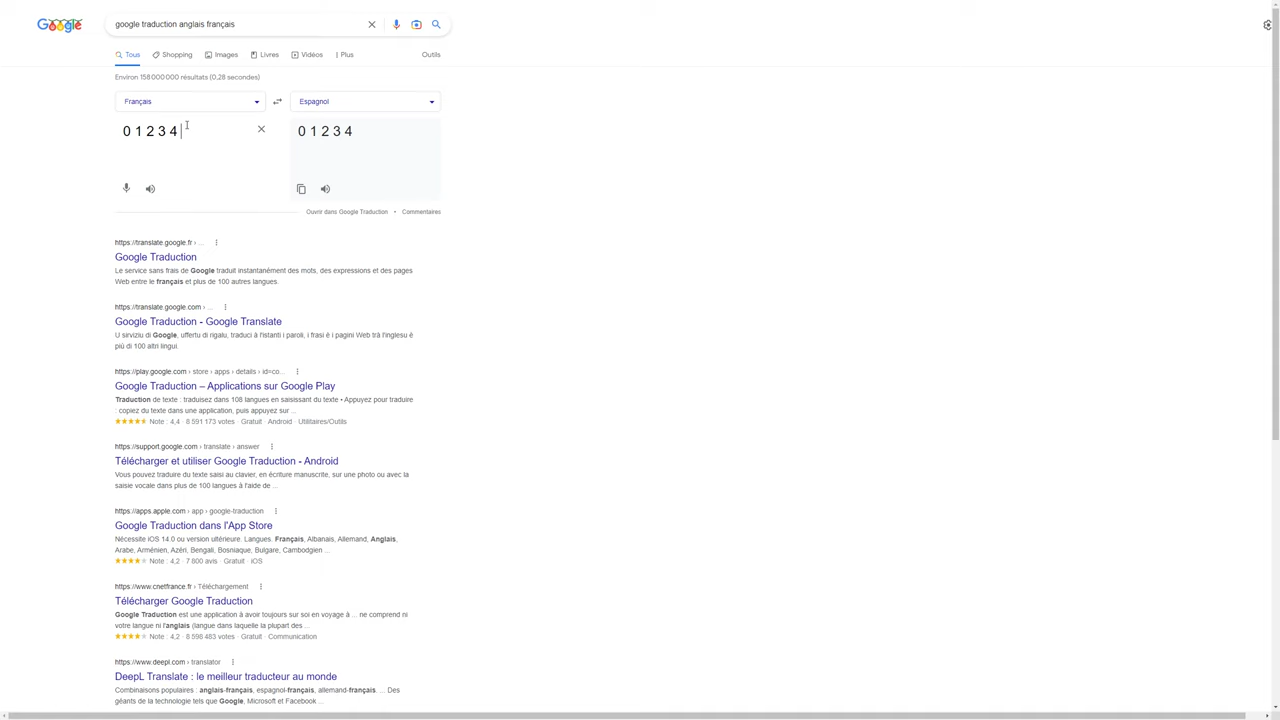 Google
google traduction anglais français
Tous Shopping Images Livres Vidéos Plus Outils
Environ 158 000 000 résultats (0,28 secondes)
Français Espagnol
0 1 2 3 4 0 1 2 3 4
Ouvrir dans Google Traduction • Commentaires
https://translate.google.fr › ...
Google Traduction
Le service sans frais de Google traduit instantanément des mots, des expressions et des pages
Web entre le français et plus de 100 autres langues.
https://translate.google.com › ...
Google Traduction - Google Translate
U sirviziu di Google, uffertu di rigalu, traduci à l'istanti i paroli, i frasi è i pagini Web trà l'inglesu è
più di 100 altri lingui.
https://play.google.com › store › apps › details › id=co...
Google Traduction – Applications sur Google Play
Traduction de texte : traduisez dans 108 langues en saisissant du texte • Appuyez pour traduire
: copiez du texte dans une application, puis appuyez sur ...
Note : 4,4 · 8 591 173 votes · Gratuit · Android · Utilitaires/Outils
https://support.google.com › translate › answer
Télécharger et utiliser Google Traduction - Android
Vous pouvez traduire du texte saisi au clavier, en écriture manuscrite, sur une photo ou avec la
saisie vocale dans plus de 100 langues à l'aide de ...
https://apps.apple.com › app › google-traduction
Google Traduction dans l'App Store
Nécessite iOS 14.0 ou version ultérieure. Langues. Français, Albanais, Allemand, Anglais,
Arabe, Arménien, Azéri, Bengali, Bosniaque, Bulgare, Cambodgien ...
Note : 4,2 · 7 800 avis · Gratuit · iOS
https://www.cnetfrance.fr › Téléchargement
Télécharger Google Traduction
Google Traduction est une application à avoir toujours sur soi en voyage à ... ne comprend ni
votre langue ni l'anglais (langue dans laquelle la plupart des ...
Note : 4,2 · 8 598 483 votes · Gratuit · Communication
https://www.deepl.com › translator
DeepL Translate : le meilleur traducteur au monde
Combinaisons populaires : anglais-français, espagnol-français, allemand-français. ... Des
géants de la technologie tels que Google, Microsoft et Facebook ...